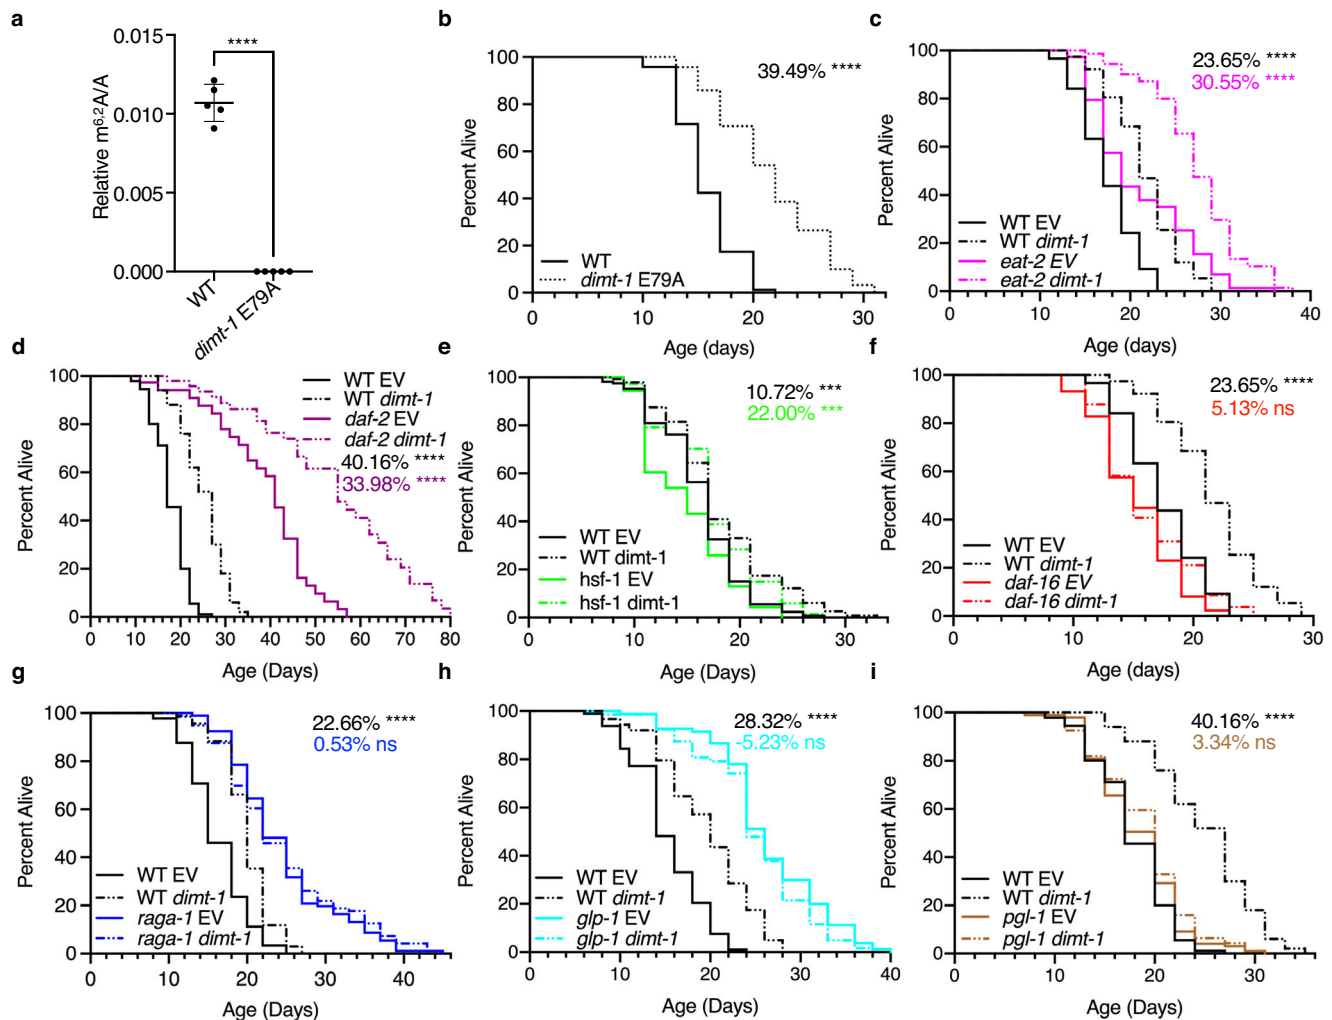 a
0.015
0.010
0.005
0.000
Relative m6,2A/A
****
WT
dimt-1 E79A
b
100
80
60
40
20
0
Percent Alive
39.49% ****
WT
dimt-1 E79A
0 10 20 30
Age (days)
c
100
80
60
40
20
0
Percent Alive
23.65% ****
30.55% ****
WT EV
WT dimt-1
eat-2 EV
eat-2 dimt-1
0 10 20 30 40
Age (days)
d
100
80
60
40
20
0
Percent Alive
WT EV
WT dimt-1
daf-2 EV
daf-2 dimt-1
40.16% ****
33.98% ****
0 10 20 30 40 50 60 70 80
Age (Days)
e
100
80
60
40
20
0
Percent Alive
10.72% ***
22.00% ***
WT EV
WT dimt-1
hsf-1 EV
hsf-1 dimt-1
0 10 20 30
Age (Days)
f
100
80
60
40
20
0
Percent Alive
23.65% ****
5.13% ns
WT EV
WT dimt-1
daf-16 EV
daf-16 dimt-1
0 10 20 30
Age (days)
g
100
80
60
40
20
0
Percent Alive
22.66% ****
0.53% ns
WT EV
WT dimt-1
raga-1 EV
raga-1 dimt-1
0 10 20 30 40
Age (Days)
h
100
80
60
40
20
0
Percent Alive
28.32% ****
-5.23% ns
WT EV
WT dimt-1
glp-1 EV
glp-1 dimt-1
0 10 20 30 40
Age (Days)
i
100
80
60
40
20
0
Percent Alive
40.16% ****
3.34% ns
WT EV
WT dimt-1
pgl-1 EV
pgl-1 dimt-1
0 10 20 30
Age (Days)